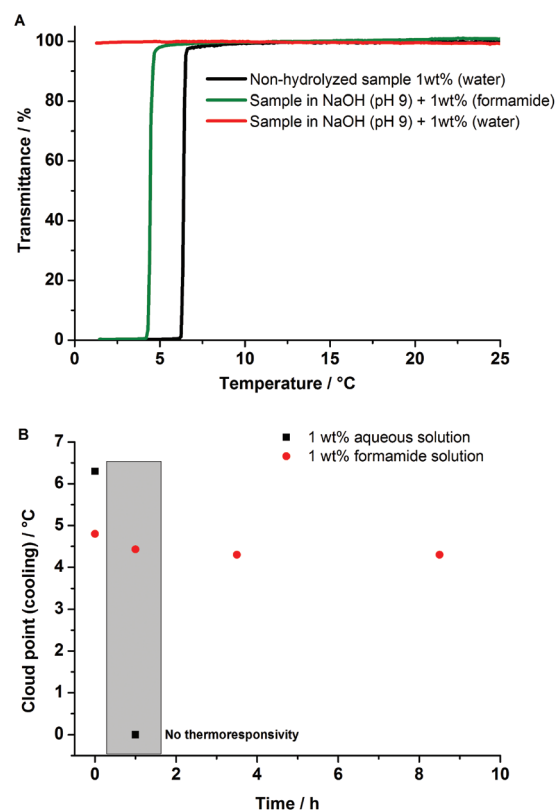 A
100
80
60
40
20
0
Transmittance / %
Non-hydrolyzed sample 1wt% (water)
Sample in NaOH (pH 9) + 1wt% (formamide)
Sample in NaOH (pH 9) + 1wt% (water)
0 5 10 15 20 25
Temperature / °C
B
7
6
5
4
3
2
1
0
Cloud point (cooling) / °C
1 wt% aqueous solution
1 wt% formamide solution
No thermoresponsivity
0 2 4 6 8 10
Time / h